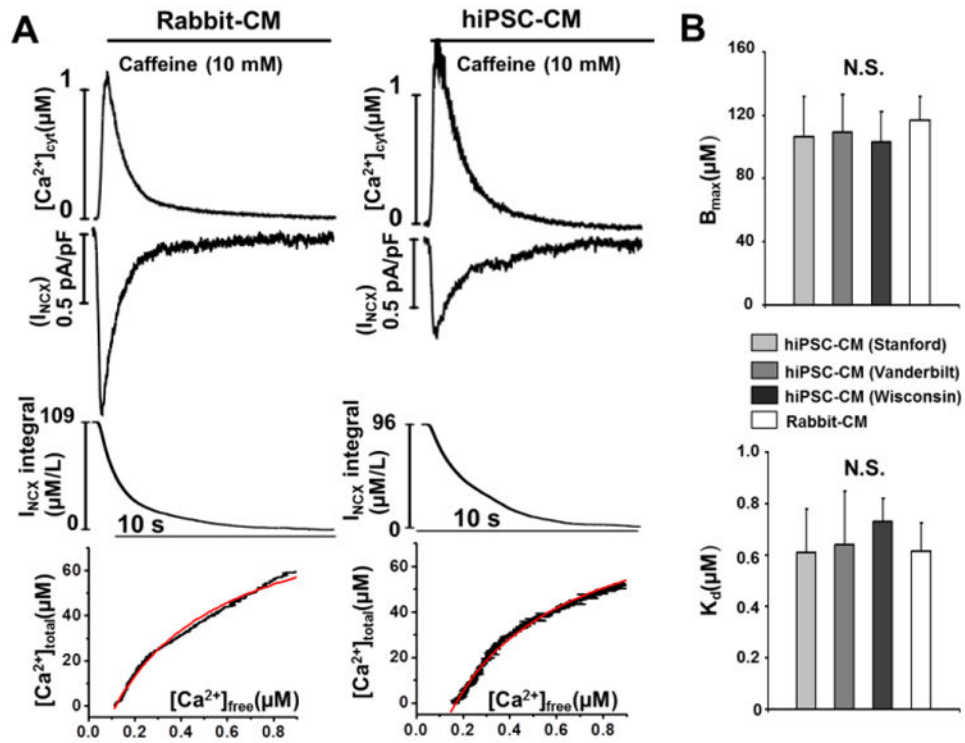 A
Rabbit-CM
Caffeine (10 mM)
[Ca²⁺]cyt(µM)
1
0
(INCX)
0.5 pA/pF
INCX integral
(µM/L)
109
0
10 s
[Ca²⁺]total(µM)
60
40
20
0
[Ca²⁺]free(µM)
0.2 0.4 0.6 0.8
hiPSC-CM
Caffeine (10 mM)
[Ca²⁺]cyt(µM)
1
0
(INCX)
0.5 pA/pF
INCX integral
(µM/L)
96
0
10 s
[Ca²⁺]total(µM)
60
40
20
0
[Ca²⁺]free(µM)
0.2 0.4 0.6 0.8
B
N.S.
Bmax(µM)
160
120
80
40
0
hiPSC-CM (Stanford)
hiPSC-CM (Vanderbilt)
hiPSC-CM (Wisconsin)
Rabbit-CM
N.S.
Kd(µM)
1
0.8
0.6
0.4
0.2
0